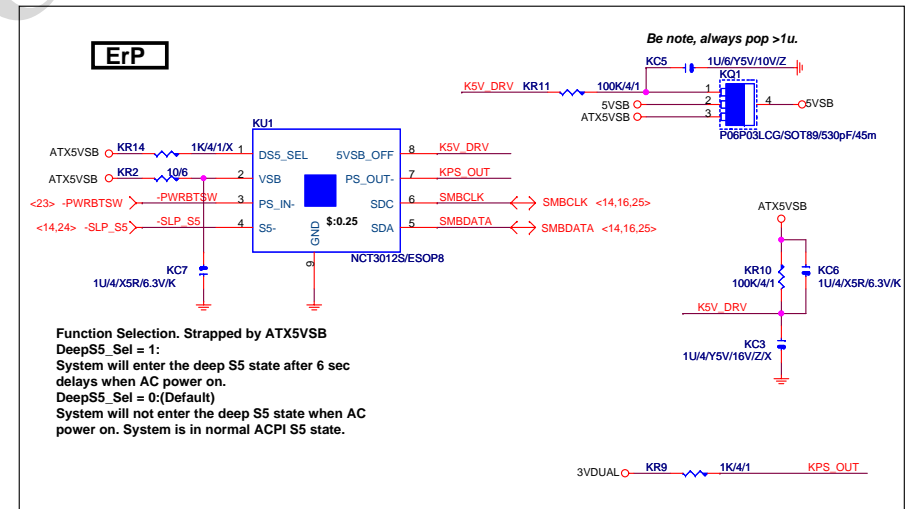 ErP
Be note, always pop >1u.
KC5 1U/6/Y5V/10V/Z
KQ1
K5V_DRV KR11 100K/4/1
5VSB
ATX5VSB
1
2
3
4
5VSB
P06P03LCG/SOT89/530pF/45m
KU1
ATX5VSB KR14 1K/4/1/X 1 DS5_SEL 5VSB_OFF 8 K5V_DRV
ATX5VSB KR2 10/6 2 VSB PS_OUT- 7 KPS_OUT
<23> -PWRBTSW -PWRBTSW 3 PS_IN- SDC 6 SMBCLK SMBCLK <14,16,25>
<14,24> -SLP_S5 -SLP_S5 4 S5- SDA 5 SMBDATA SMBDATA <14,16,25>
$:0.25
GND
9
NCT3012S/ESOP8
KC7
1U/4/X5R/6.3V/K
ATX5VSB
KR10
100K/4/1
KC6
1U/4/X5R/6.3V/K
K5V_DRV
KC3
1U/4/Y5V/16V/Z/X
Function Selection. Strapped by ATX5VSB
DeepS5_Sel = 1:
System will enter the deep S5 state after 6 sec
delays when AC power on.
DeepS5_Sel = 0:(Default)
System will not enter the deep S5 state when AC
power on. System is in normal ACPI S5 state.
3VDUAL KR9 1K/4/1 KPS_OUT